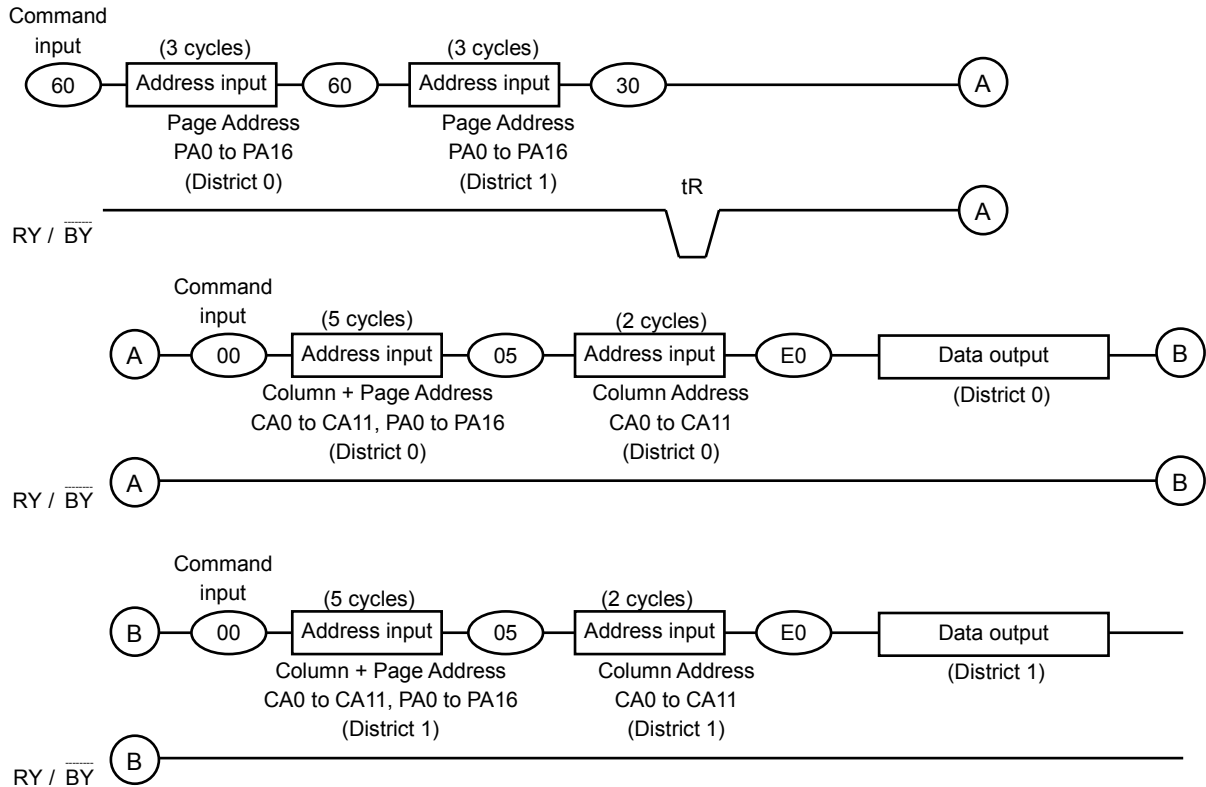 Command
input
(3 cycles)
(3 cycles)
60
Address input
60
Address input
30
A
Page Address
PA0 to PA16
(District 0)
Page Address
PA0 to PA16
(District 1)
tR
A
RY / BY
Command
input
(5 cycles)
(2 cycles)
A
00
Address input
05
Address input
E0
Data output
B
Column + Page Address
CA0 to CA11, PA0 to PA16
(District 0)
Column Address
CA0 to CA11
(District 0)
(District 0)
A
B
RY / BY
Command
input
(5 cycles)
(2 cycles)
B
00
Address input
05
Address input
E0
Data output
Column + Page Address
CA0 to CA11, PA0 to PA16
(District 1)
Column Address
CA0 to CA11
(District 1)
(District 1)
B
RY / BY